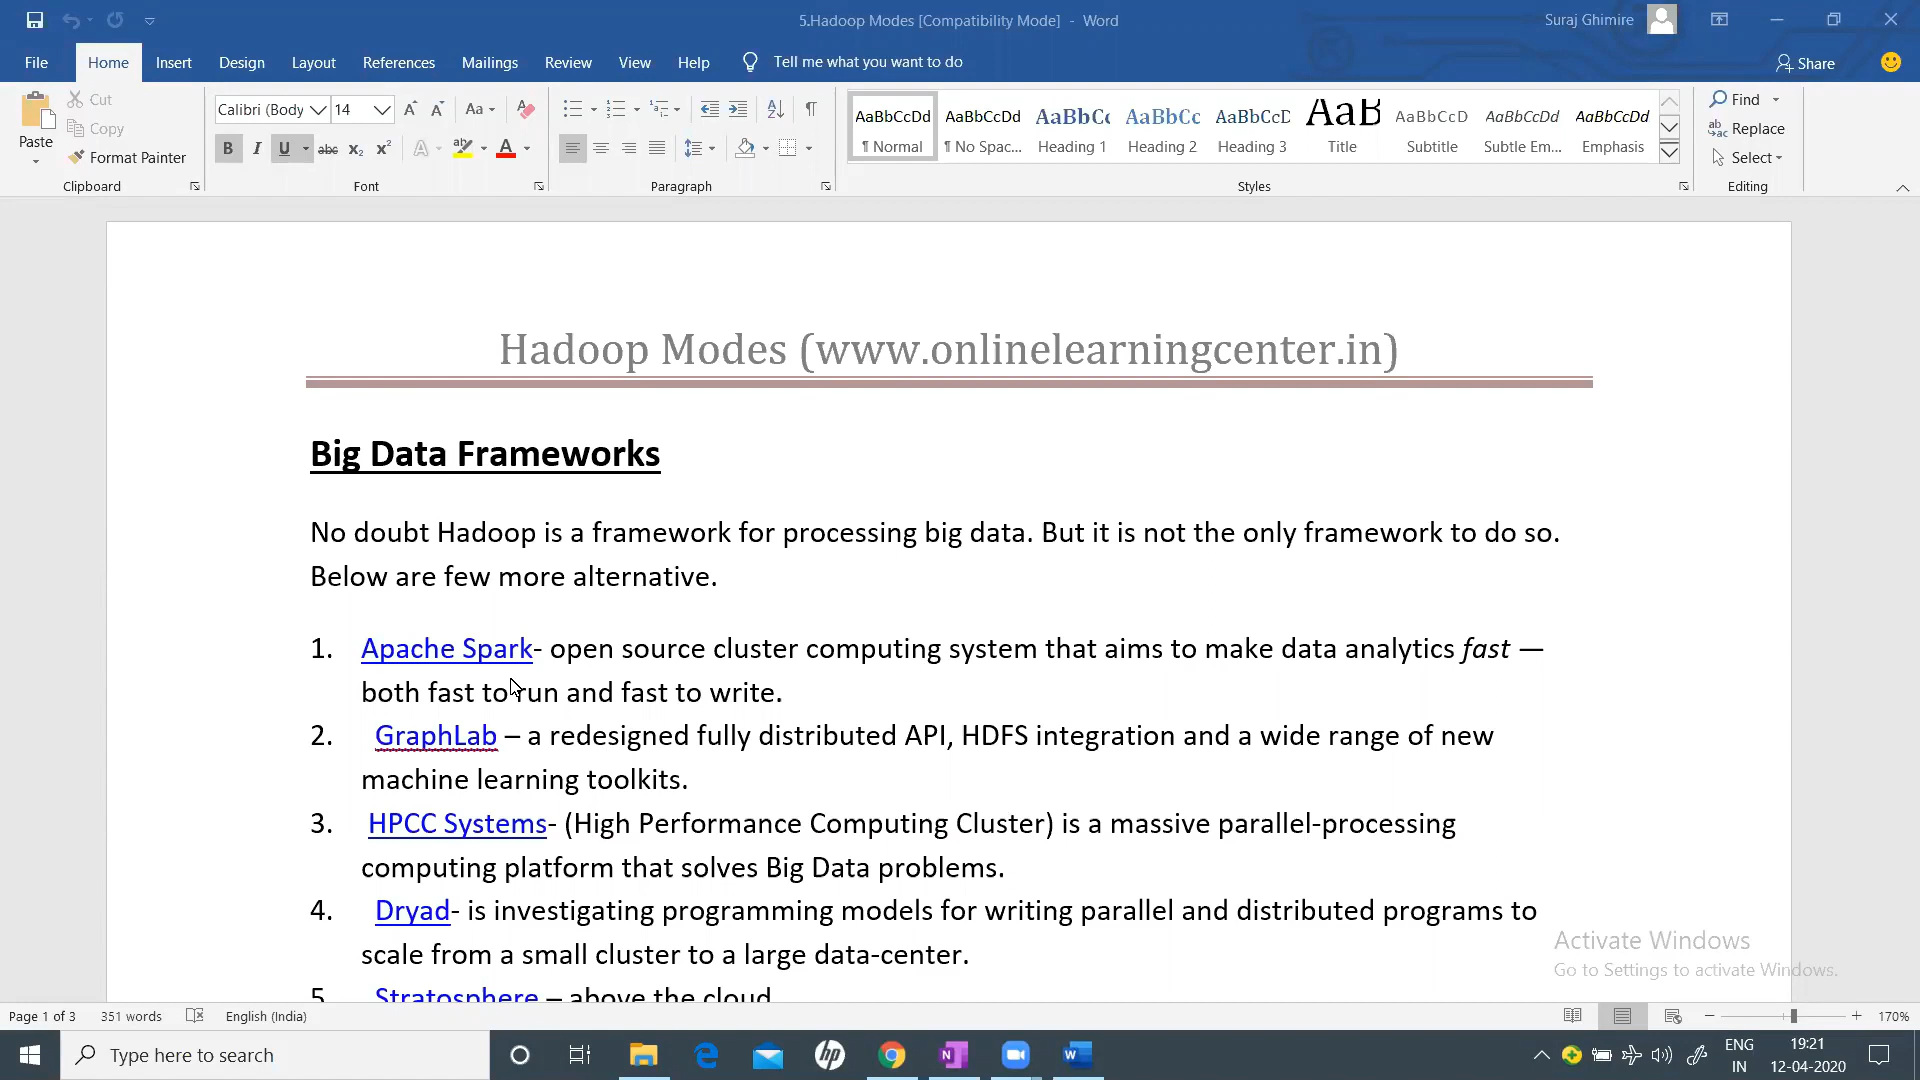 5.Hadoop Modes [Compatibility Mode] - Word
Suraj Ghimire
File Home Insert Design Layout References Mailings Review View Help Tell me what you want to do
Share
Paste
Cut
Copy
Format Painter
Clipboard
Calibri (Body 14
Font
Paragraph
AaBbCcDd AaBbCcDd AaBbCc AaBbCc AaBbCcD AaB AaBbCcD AaBbCcDd AaBbCcDd
¶ Normal ¶ No Spac... Heading 1 Heading 2 Heading 3 Title Subtitle Subtle Em... Emphasis
Styles
Find
Replace
Select
Editing
Hadoop Modes (www.onlinelearningcenter.in)
Big Data Frameworks
No doubt Hadoop is a framework for processing big data. But it is not the only framework to do so.
Below are few more alternative.
1. Apache Spark- open source cluster computing system that aims to make data analytics fast —
both fast to run and fast to write.
2. GraphLab – a redesigned fully distributed API, HDFS integration and a wide range of new
machine learning toolkits.
3. HPCC Systems- (High Performance Computing Cluster) is a massive parallel-processing
computing platform that solves Big Data problems.
4. Dryad- is investigating programming models for writing parallel and distributed programs to
scale from a small cluster to a large data-center.
5. Stratosphere – above the cloud
Activate Windows
Go to Settings to activate Windows.
Page 1 of 3 351 words English (India) 170%
Type here to search
ENG
IN
19:21
12-04-2020